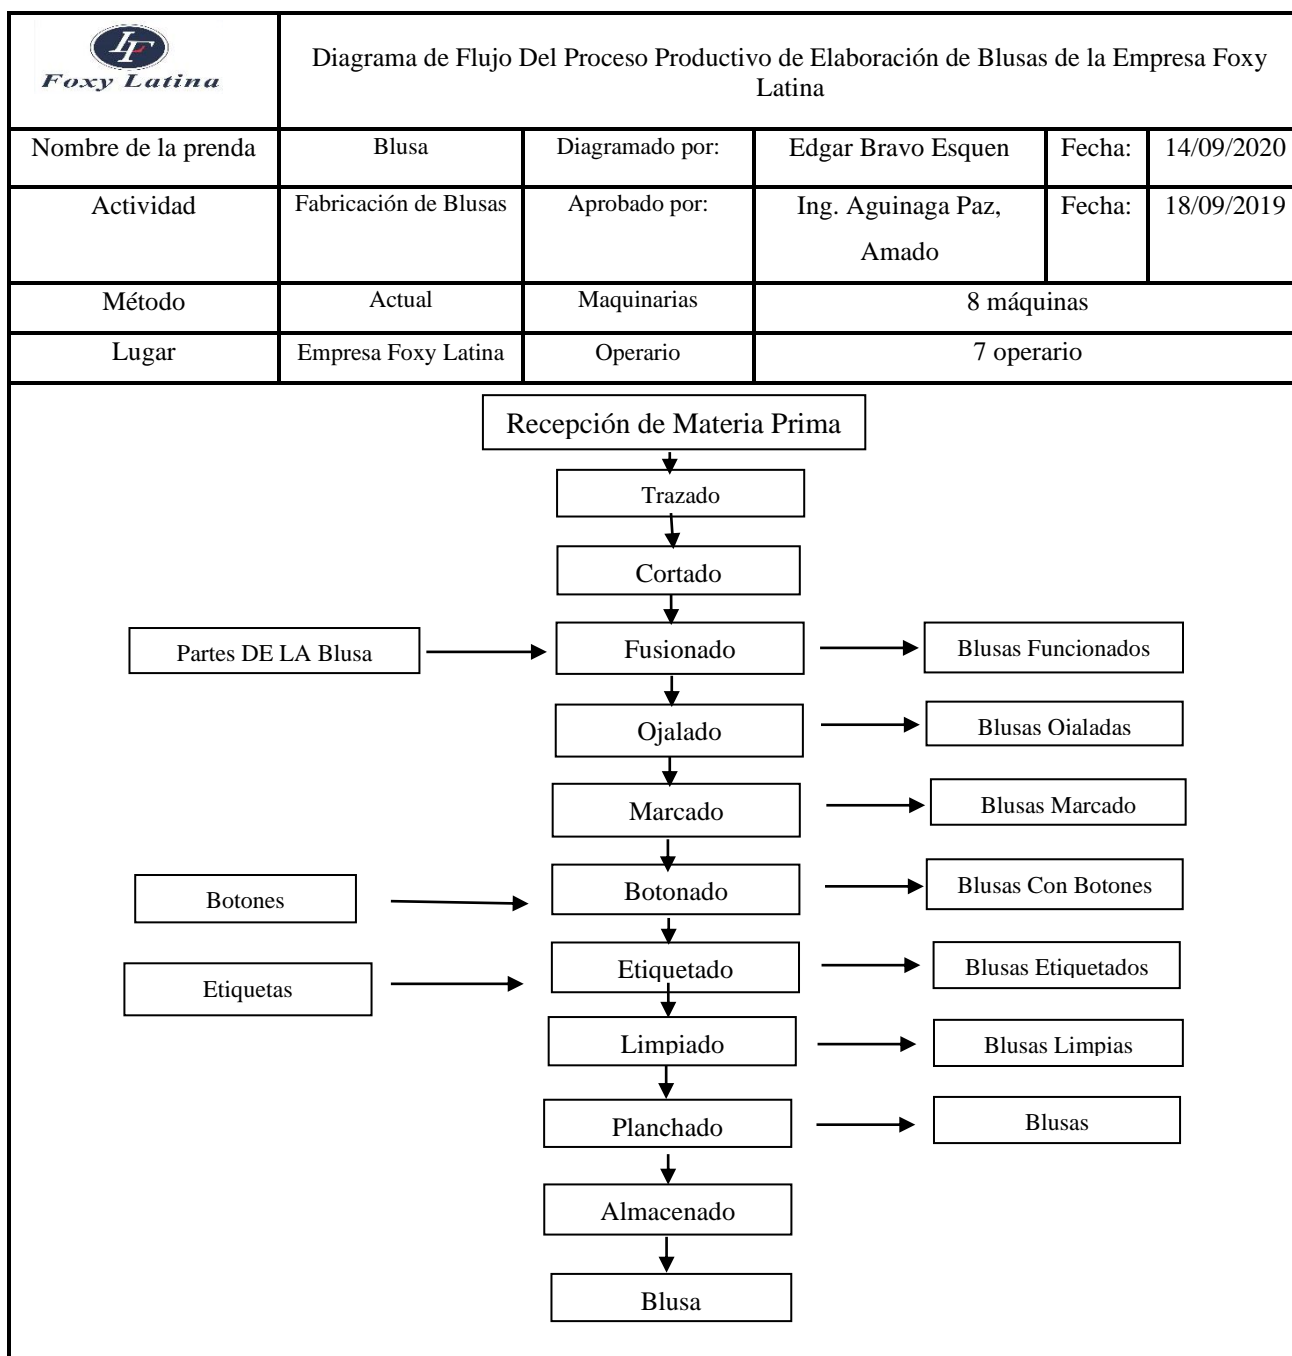 LF
Foxy Latina
Diagrama de Flujo Del Proceso Productivo de Elaboración de Blusas de la Empresa Foxy
Latina
Nombre de la prenda
Blusa
Diagramado por:
Edgar Bravo Esquen
Fecha:
14/09/2020
Actividad
Fabricación de Blusas
Aprobado por:
Ing. Aguinaga Paz,
Amado
Fecha:
18/09/2019
Método
Actual
Maquinarias
8 máquinas
Lugar
Empresa Foxy Latina
Operario
7 operario
Recepción de Materia Prima
Trazado
Cortado
Partes DE LA Blusa
Fusionado
Blusas Funcionados
Ojalado
Blusas Ojaladas
Marcado
Blusas Marcado
Botones
Botonado
Blusas Con Botones
Etiquetas
Etiquetado
Blusas Etiquetados
Limpiado
Blusas Limpias
Planchado
Blusas
Almacenado
Blusa